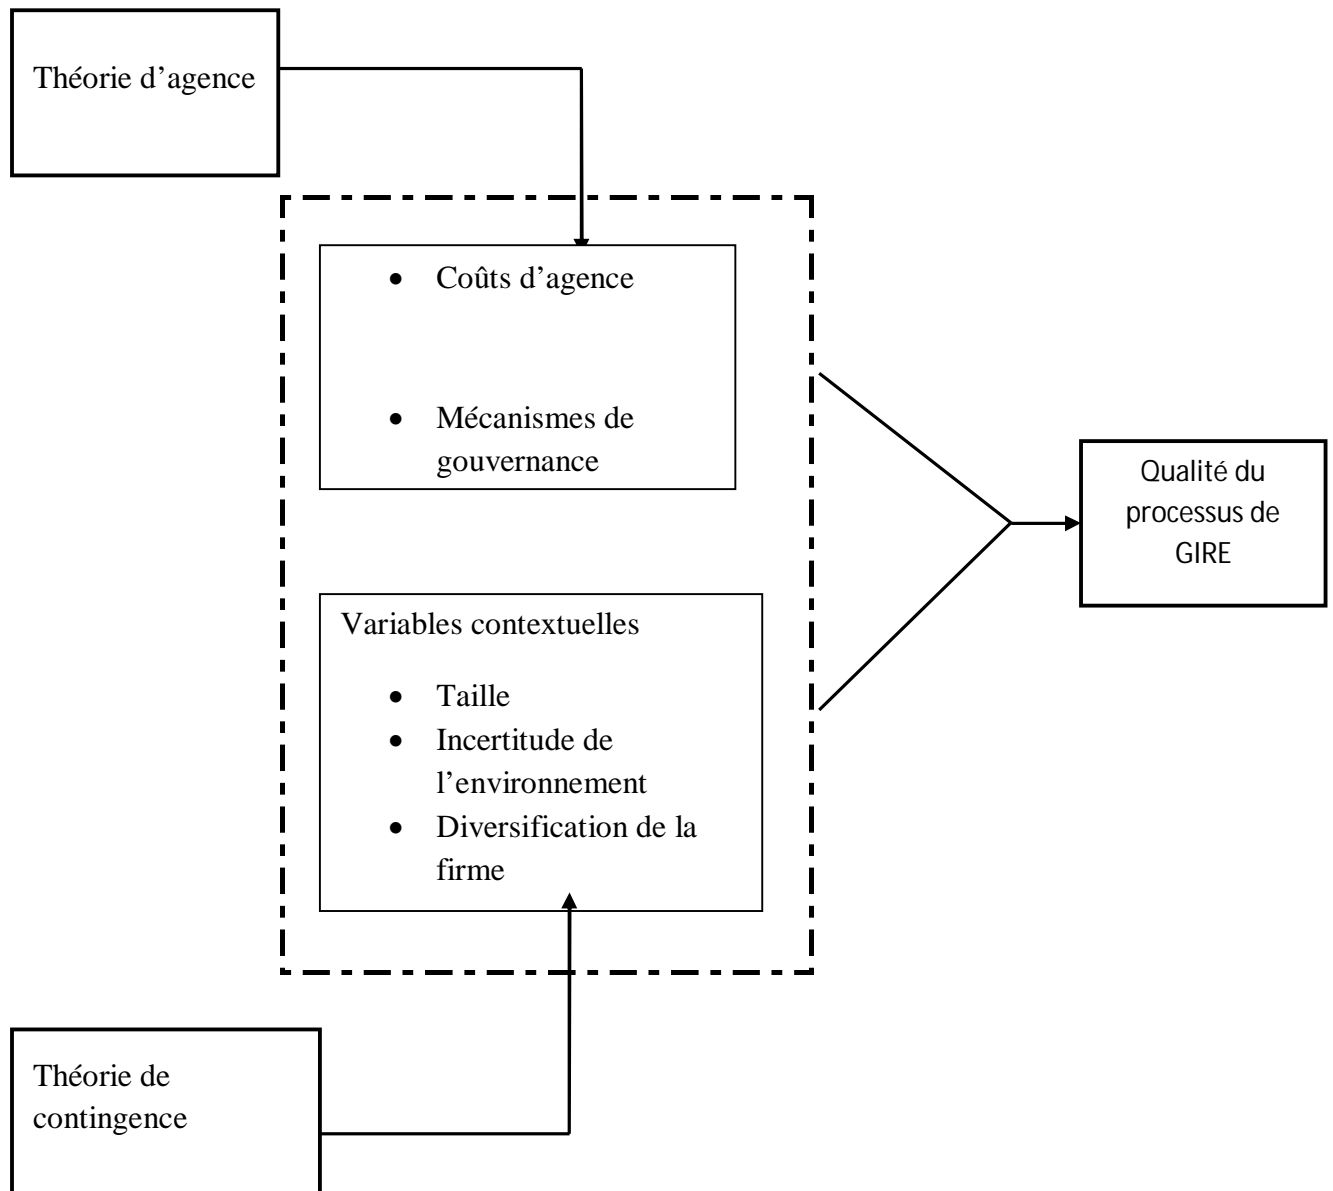 Théorie d’agence
• Coûts d’agence
• Mécanismes de
gouvernance
Qualité du
processus de
GIRE
Variables contextuelles
• Taille
• Incertitude de
l’environnement
• Diversification de la
firme
Théorie de
contingence